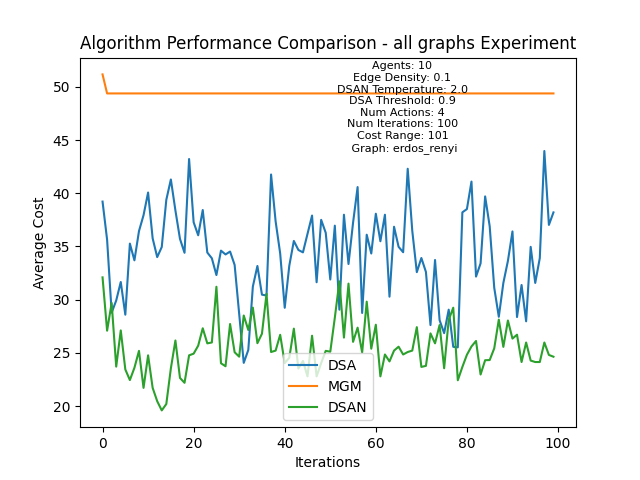 Algorithm Performance Comparison - all graphs Experiment
Agents: 10
Edge Density: 0.1
DSAN Temperature: 2.0
DSA Threshold: 0.9
Num Actions: 4
Num Iterations: 100
Cost Range: 101
Graph: erdos_renyi
50
45
40
35
30
25
20
Average Cost
DSA
MGM
DSAN
0
20
40
60
80
100
Iterations